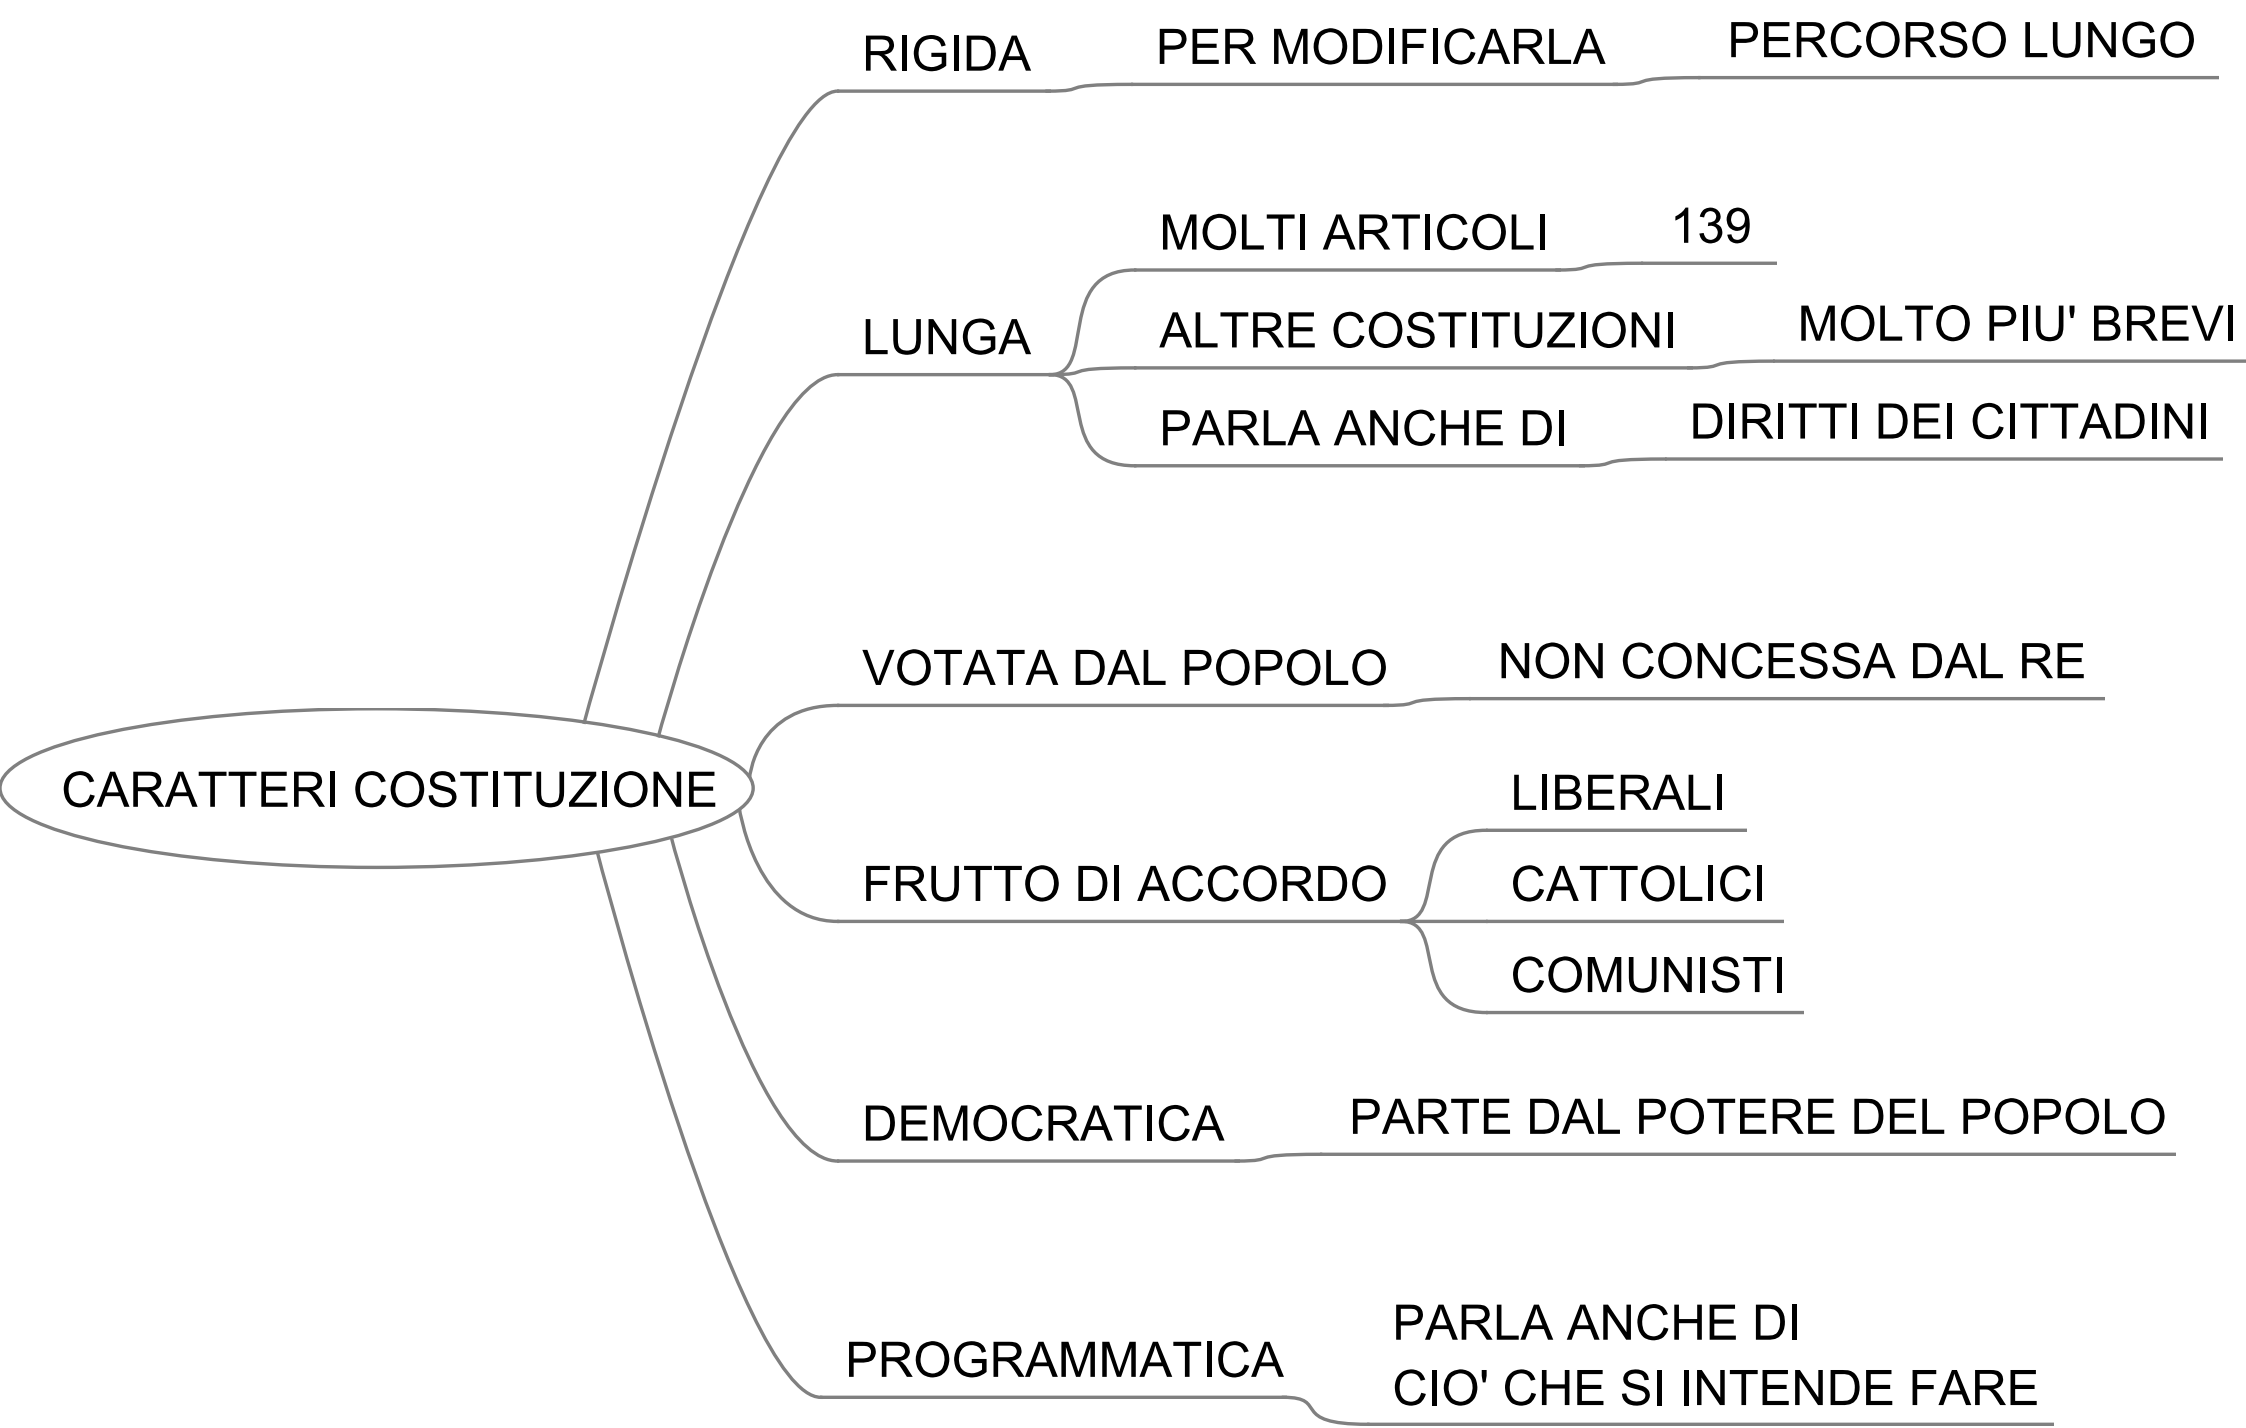 RIGIDA
PER MODIFICARLA
PERCORSO LUNGO
LUNGA
MOLTI ARTICOLI
139
ALTRE COSTITUZIONI
MOLTO PIU' BREVI
PARLA ANCHE DI
DIRITTI DEI CITTADINI
CARATTERI COSTITUZIONE
VOTATA DAL POPOLO
NON CONCESSA DAL RE
FRUTTO DI ACCORDO
LIBERALI
CATTOLICI
COMUNISTI
DEMOCRATICA
PARTE DAL POTERE DEL POPOLO
PROGRAMMATICA
PARLA ANCHE DI
CIO' CHE SI INTENDE FARE